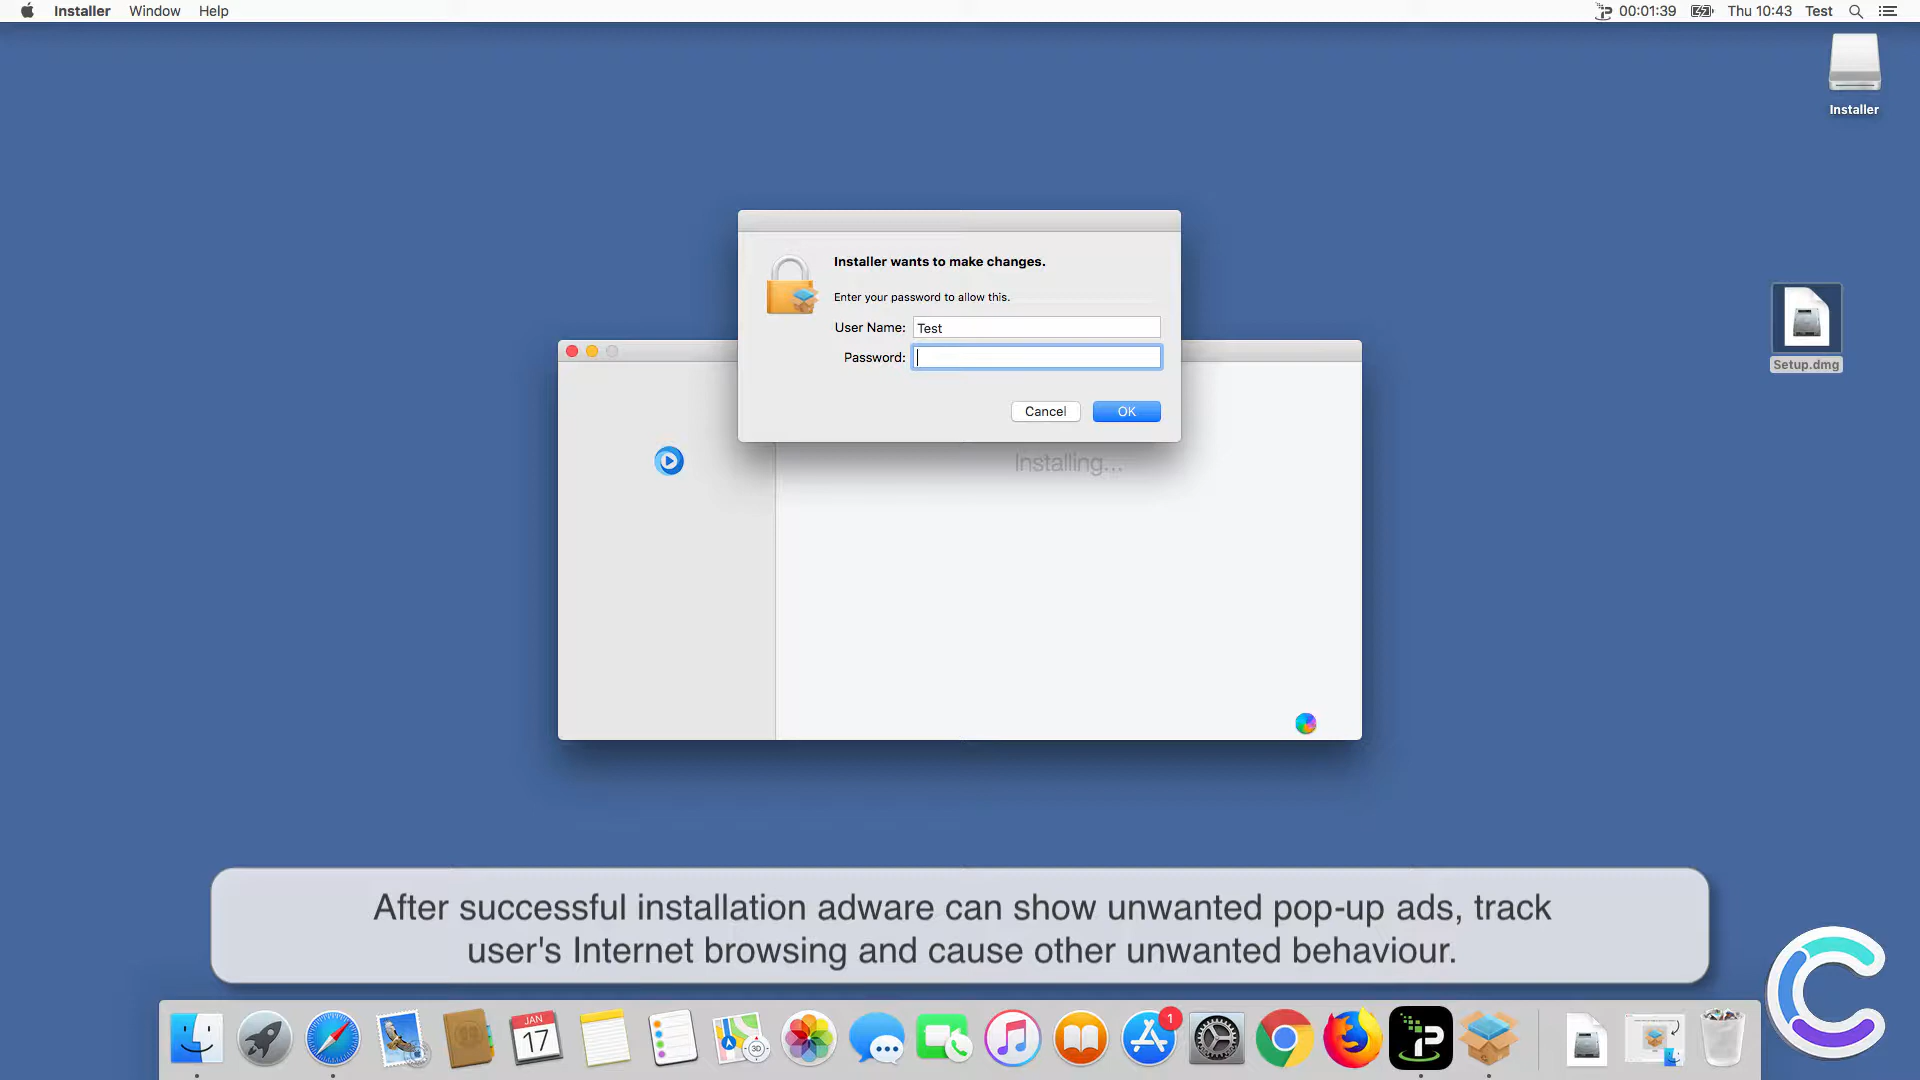 Installer Window Help 00:01:39 Thu 10:43 Test
Installer
Installer wants to make changes.
Enter your password to allow this.
User Name: Test
Password:
Cancel OK
Setup.dmg
Installing...
After successful installation adware can show unwanted pop-up ads, track
user's Internet browsing and cause other unwanted behaviour.
JAN
17
3D
1